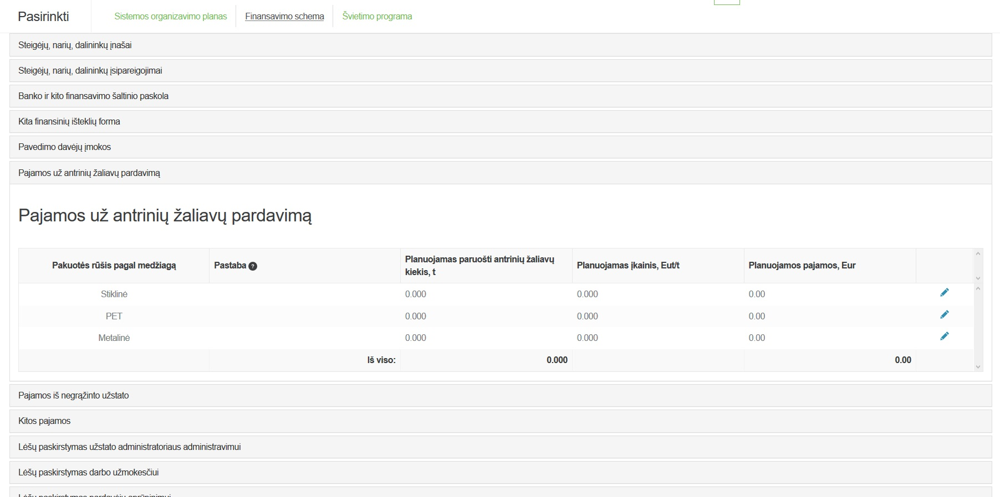 Pasirinkti
Sistemos organizavimo planas
Finansavimo schema
Švietimo programa
Steigėjų, narių, dalininkų įnašai
Steigėjų, narių, dalininkų įsipareigojimai
Banko ir kito finansavimo šaltinio paskola
Kita finansinių išteklių forma
Pavedimo davėjų įmokos
Pajamos už antrinių žaliavų pardavimą
Pajamos už antrinių žaliavų pardavimą
Pakuotės rūšis pagal medžiagą
Pastaba ?
Planuojamas paruošti antrinių žaliavų
kiekis, t
Planuojamas įkainis, Eut/t
Planuojamos pajamos, Eur
Stiklinė 0.000 0.000 0.00
PET 0.000 0.000 0.00
Metalinė 0.000 0.000 0.00
Iš viso: 0.000 0.00
Pajamos iš negrąžinto užstato
Kitos pajamos
Lėšų paskirstymas užstato administratoriaus administravimui
Lėšų paskirstymas darbo užmokesčiui
Lėšų paskirstymas pardavėjų aprūpinimui